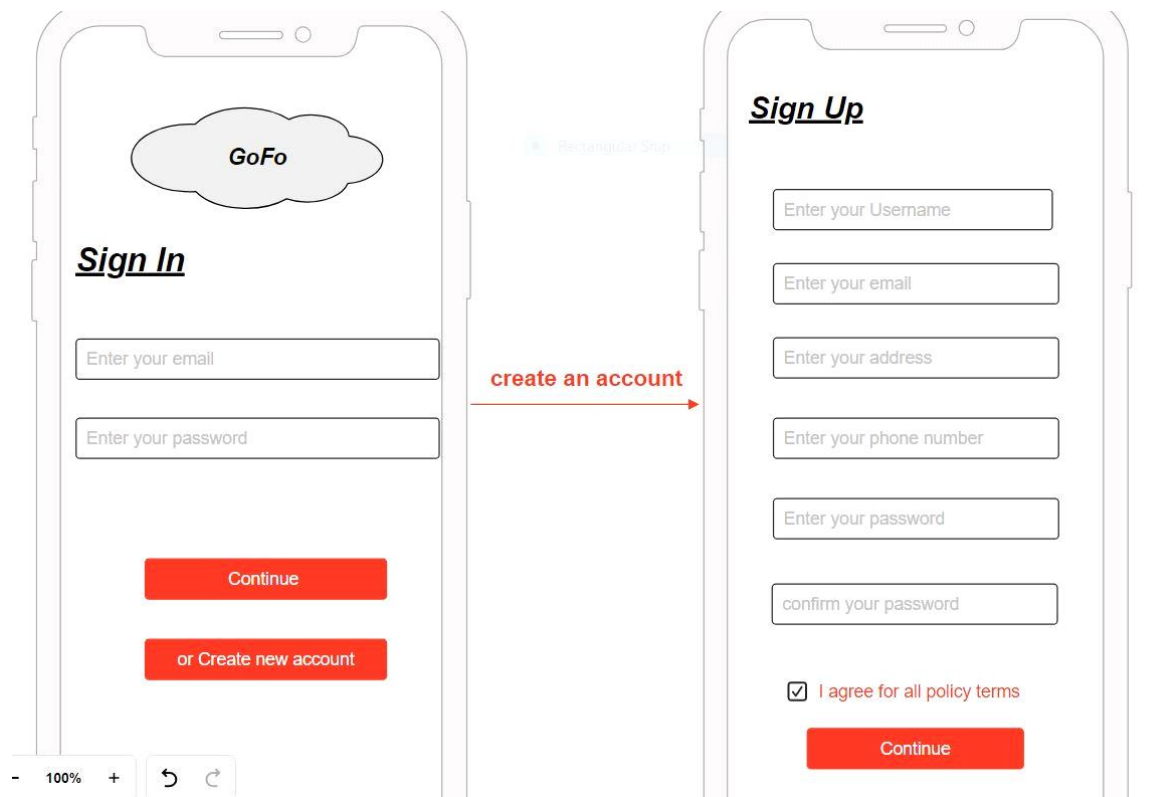 GoFo
Sign In
Enter your email
Enter your password
Continue
or Create new account
100%
create an account
Rectangular Snip
Sign Up
Enter your Username
Enter your email
Enter your address
Enter your phone number
Enter your password
confirm your password
I agree for all policy terms
Continue